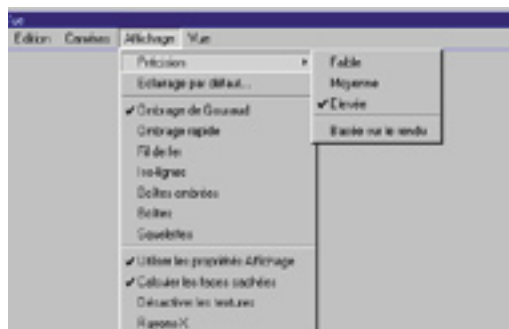 Vue
Edition Caméras Affichage Vue
Précision
Eclairage par défaut...
Ombrage de Gouraud
Ombrage rapide
Fil de fer
Iso-lignes
Boîtes ombrées
Boîtes
Squelettes
Utiliser les propriétés Affichage
Calculer les faces cachées
Désactiver les textures
Rayons X
Faible
Moyenne
Elevée
Basée sur le rendu